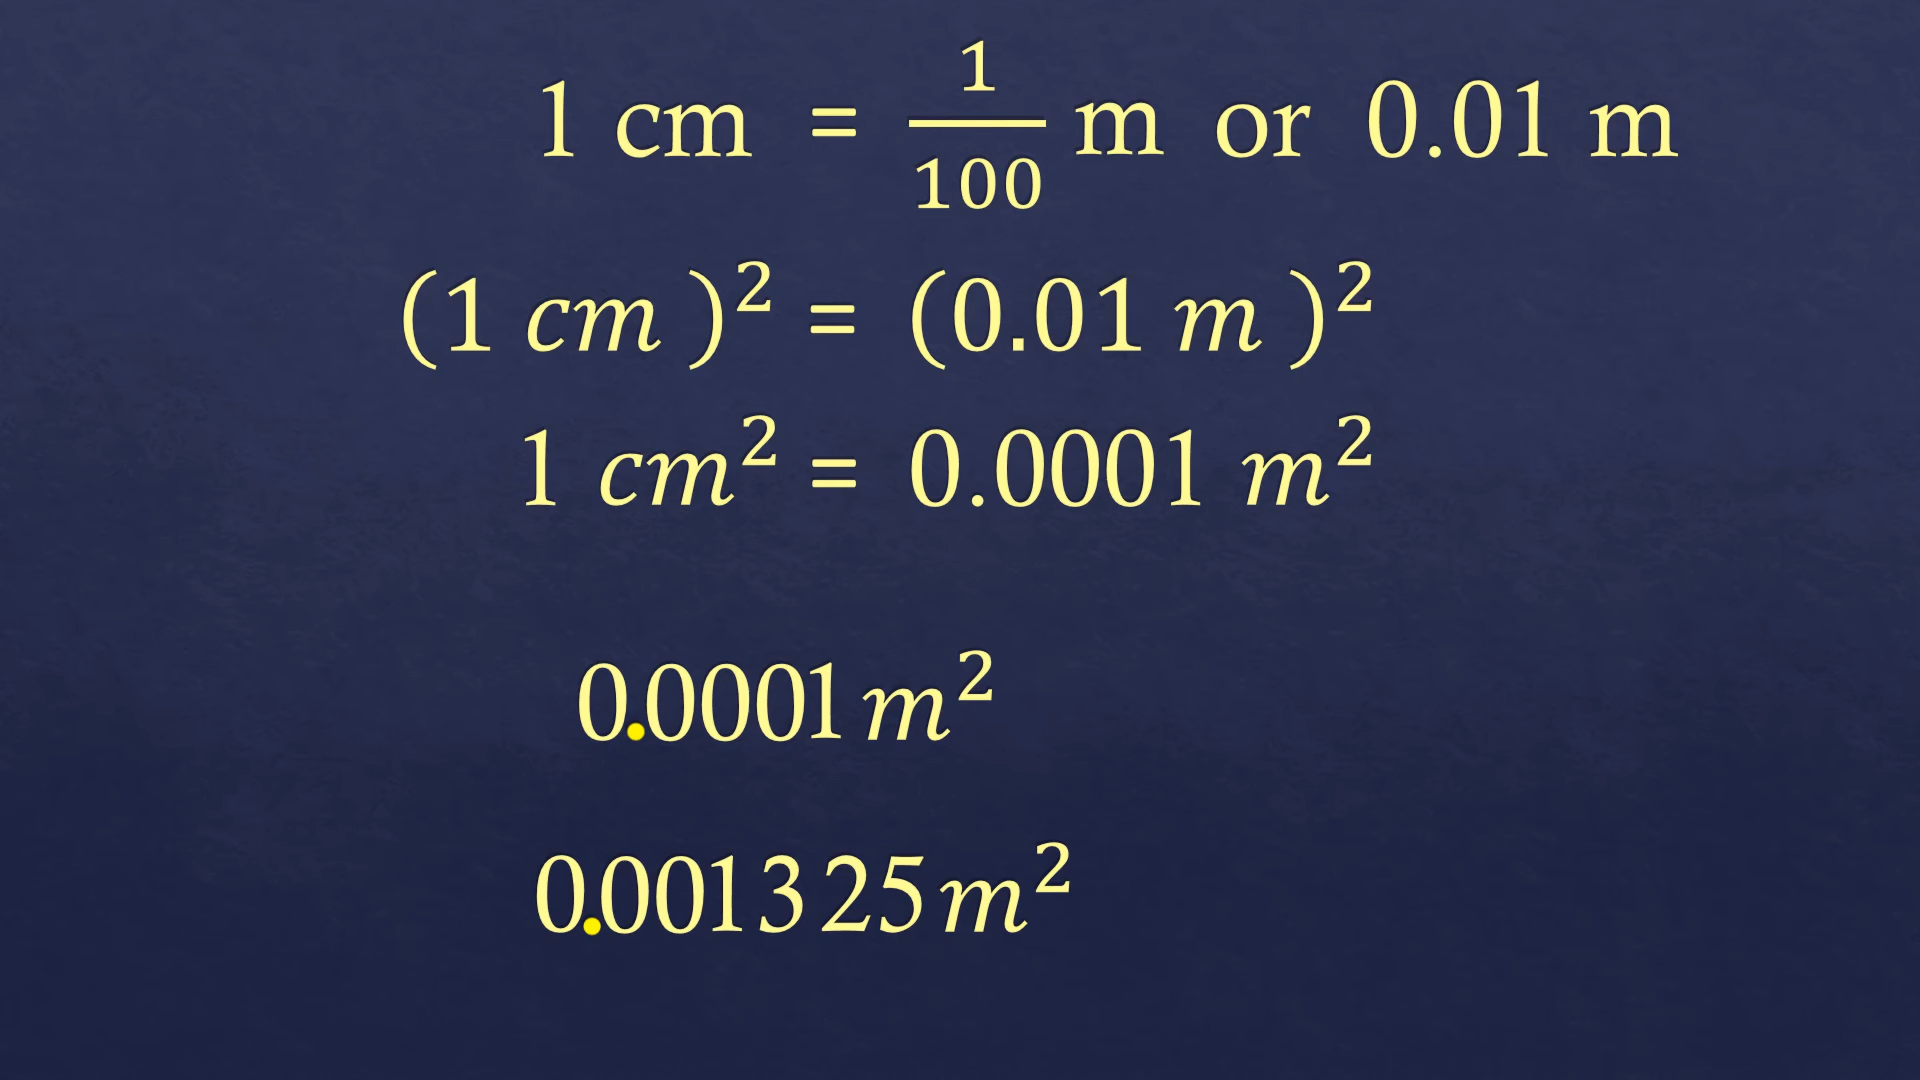 1 cm = 1/100 m or 0.01 m
(1 cm )² = (0.01 m )²
1 cm² = 0.0001 m²
0.0001 m²
0.001325 m²